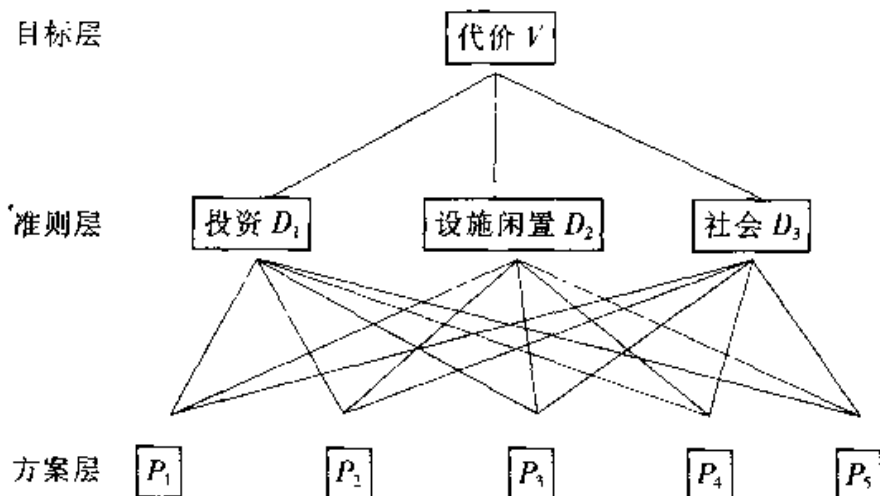 目标层 代价 V
准则层 投资 D₁ 设施闲置 D₂ 社会 D₃
方案层 P₁ P₂ P₃ P₄ P₅